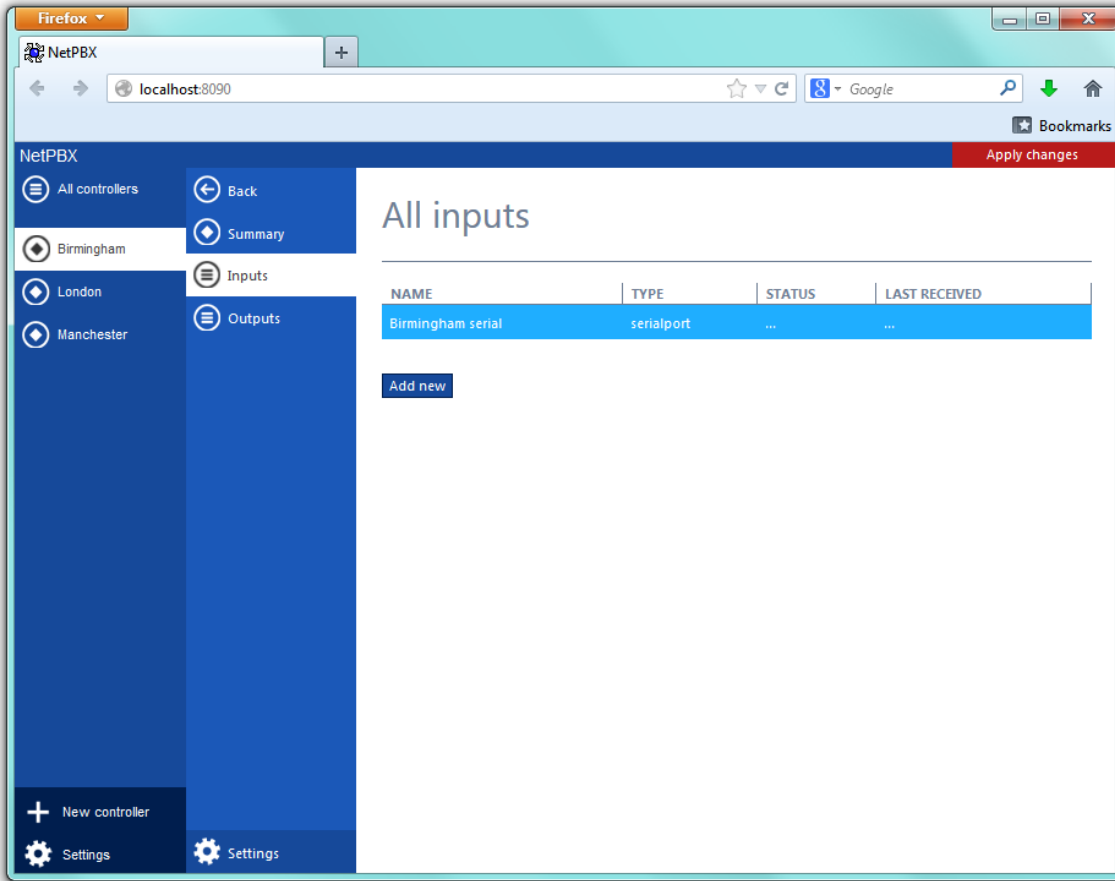 Firefox
NetPBX
+
localhost:8090
8
Google
Bookmarks
NetPBX
Apply changes
All controllers
Birmingham
London
Manchester
New controller
Settings
Back
Summary
Inputs
Outputs
Settings
All inputs
NAME TYPE STATUS LAST RECEIVED
Birmingham serial serialport ... ...
Add new